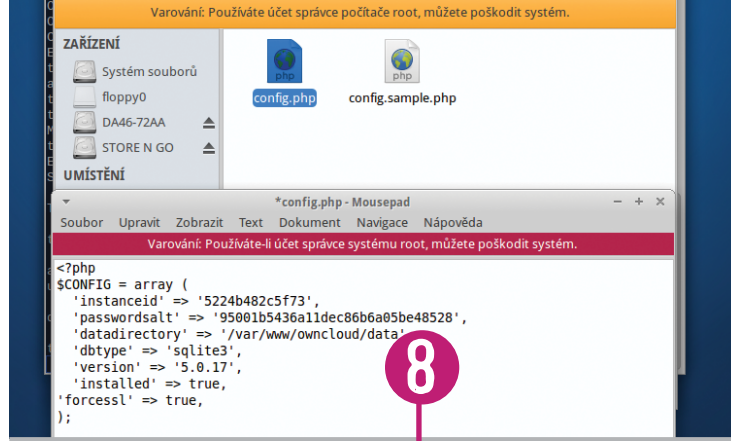 Varování: Používáte účet správce počítače root, můžete poškodit systém.
ZAŘÍZENÍ
Systém souborů
floppy0
DA46-72AA
STORE N GO
UMÍSTĚNÍ
php
config.php
php
config.sample.php
*config.php - Mousepad
Soubor Upravit Zobrazit Text Dokument Navigace Nápověda
Varování: Používáte-li účet správce systému root, můžete poškodit systém.
<?php
$CONFIG = array (
'instanceid' => '5224b482c5f73',
'passwordsalt' => '95001b5436a11dec86b6a05be48528',
'datadirectory' => '/var/www/owncloud/data'
'dbtype' => 'sqlite3',
'version' => '5.0.17',
'installed' => true,
'forcessl' => true,
);
8